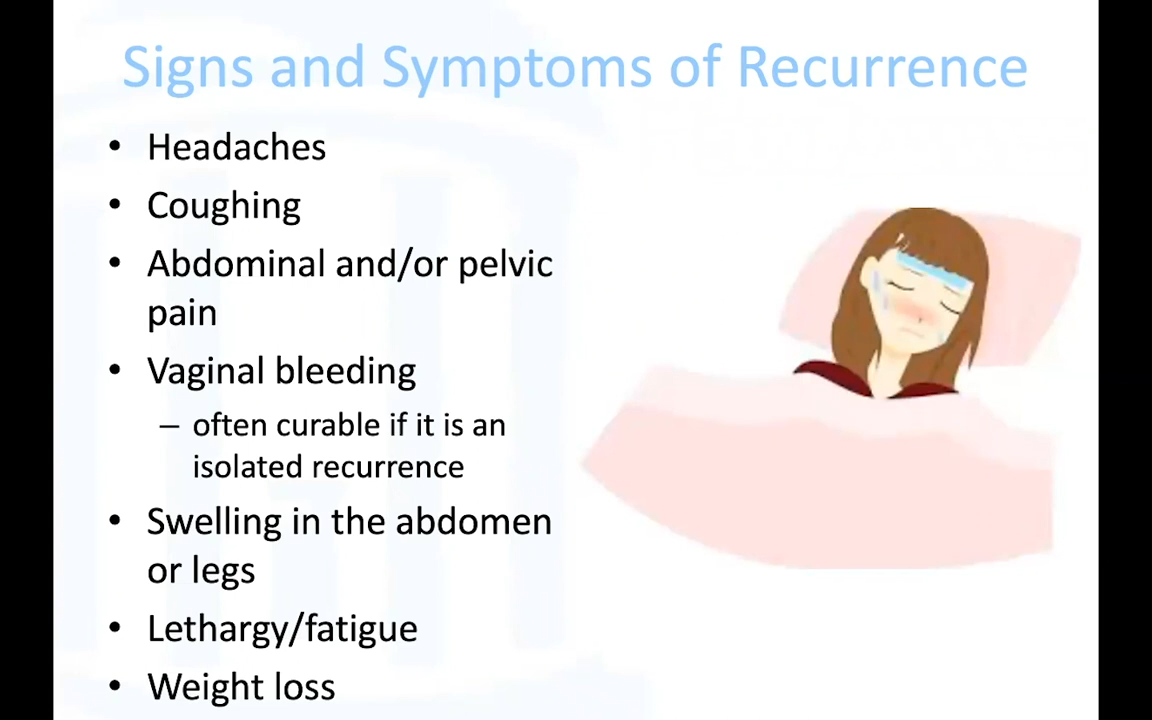 Signs and Symptoms of Recurrence
• Headaches
• Coughing
• Abdominal and/or pelvic
pain
• Vaginal bleeding
– often curable if it is an
isolated recurrence
• Swelling in the abdomen
or legs
• Lethargy/fatigue
• Weight loss